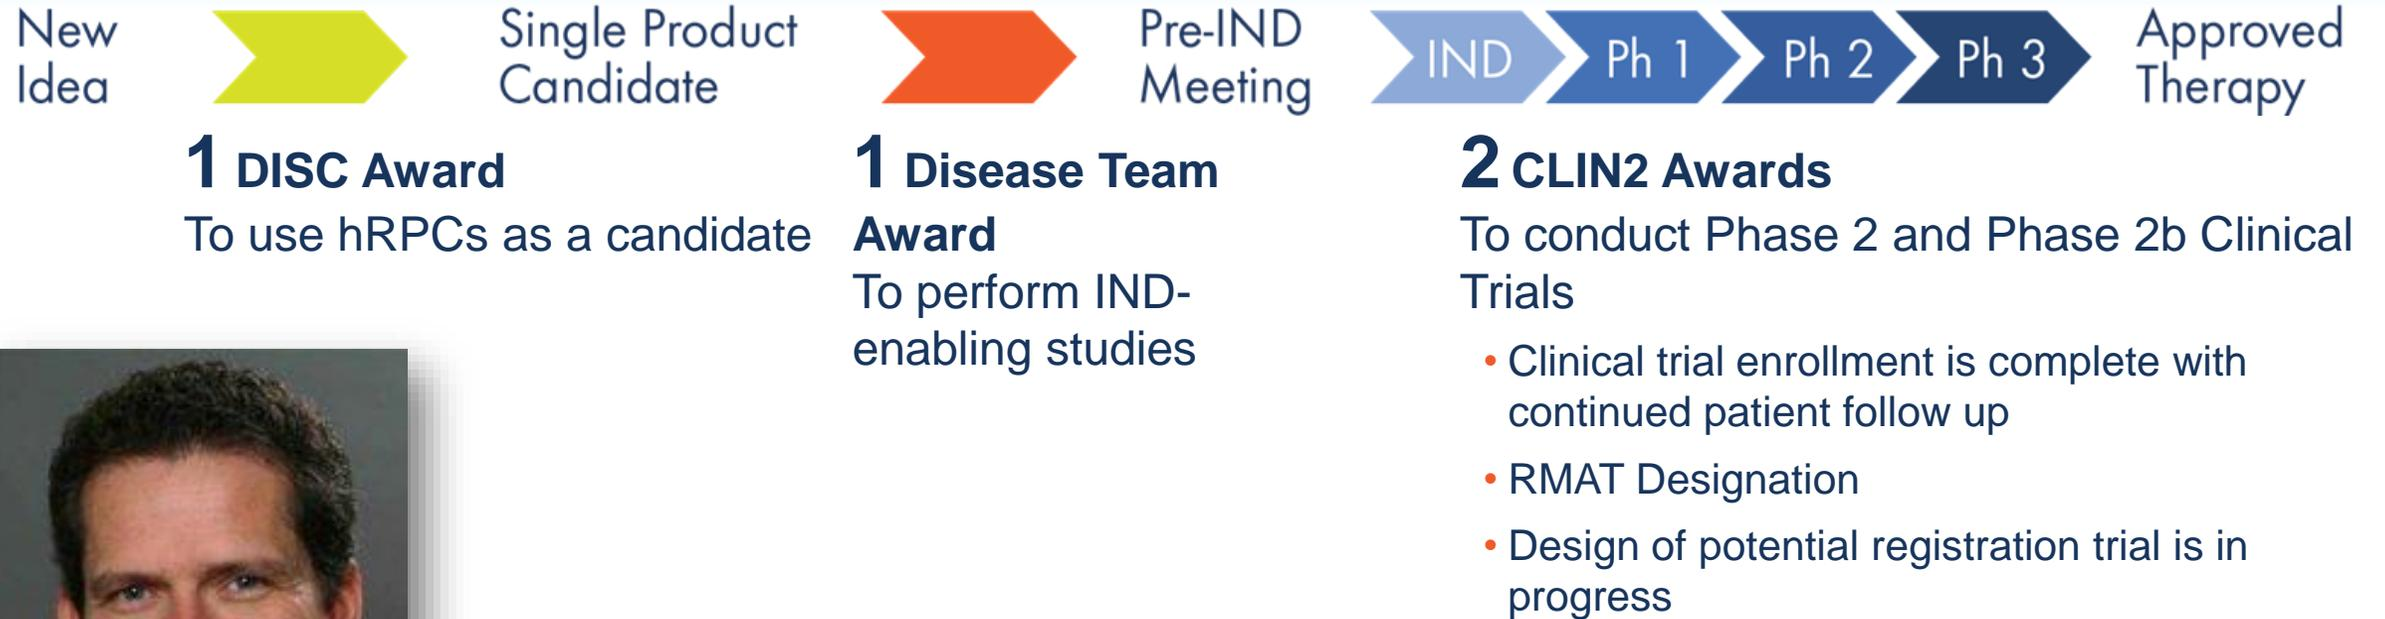 New
Idea
Single Product
Candidate
Pre-IND
Meeting
IND
Ph 1
Ph 2
Ph 3
Approved
Therapy
1 DISC Award
To use hRPCs as a candidate
1 Disease Team
Award
To perform IND-
enabling studies
2 CLIN2 Awards
To conduct Phase 2 and Phase 2b Clinical
Trials
• Clinical trial enrollment is complete with
continued patient follow up
• RMAT Designation
• Design of potential registration trial is in
progress